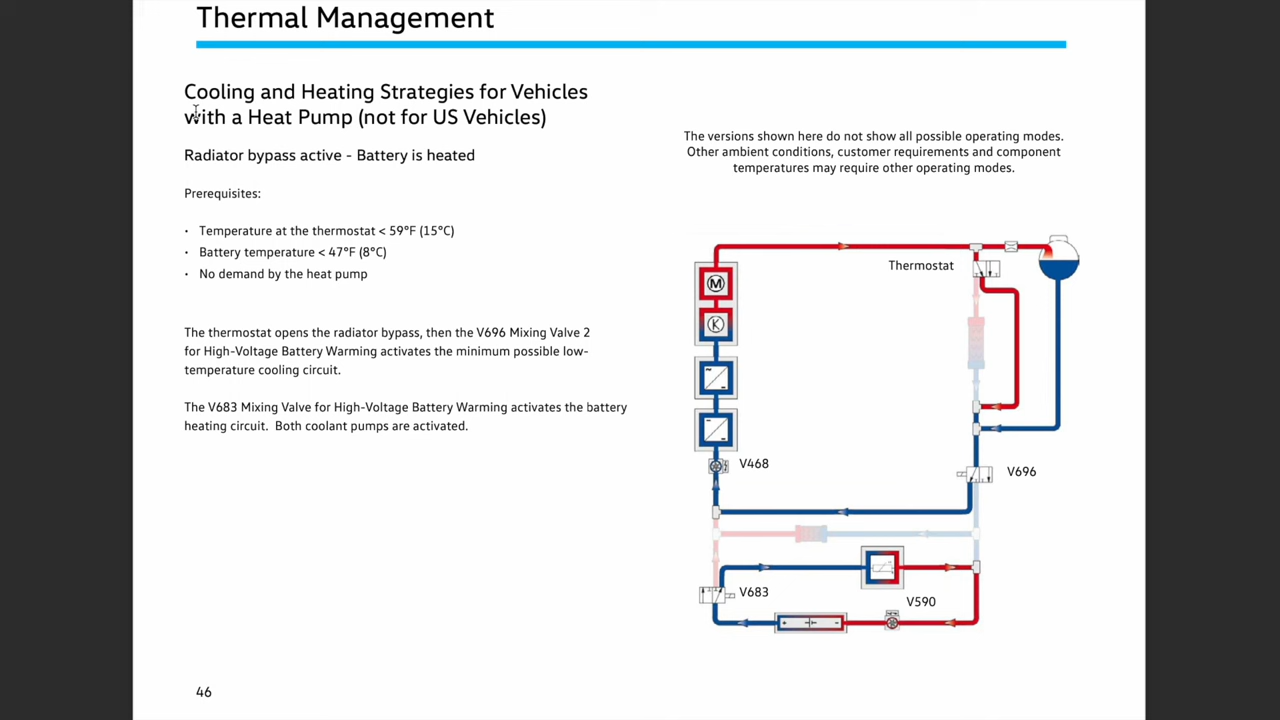 Thermal Management
Cooling and Heating Strategies for Vehicles
with a Heat Pump (not for US Vehicles)
Radiator bypass active - Battery is heated
Prerequisites:
• Temperature at the thermostat < 59°F (15°C)
• Battery temperature < 47°F (8°C)
• No demand by the heat pump
The thermostat opens the radiator bypass, then the V696 Mixing Valve 2
for High-Voltage Battery Warming activates the minimum possible low-
temperature cooling circuit.
The V683 Mixing Valve for High-Voltage Battery Warming activates the battery
heating circuit.  Both coolant pumps are activated.
The versions shown here do not show all possible operating modes.
Other ambient conditions, customer requirements and component
temperatures may require other operating modes.
Thermostat
M
K
V468
V696
V683
V590
46